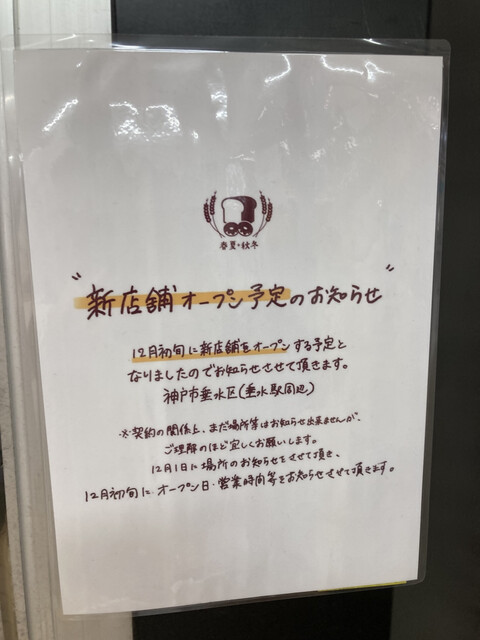 春夏・秋冬
"新店舗オープン予定のお知らせ"
12月初旬に新店舗をオープンする予定と
なりましたのでお知らせさせて頂きます。
神戸市垂水区(垂水駅周辺)
※契約の関係上、まだ場所等はお知らせ出来ませんが、
ご理解のほど宜しくお願いします。
12月1日に場所のお知らせをさせて頂き、
12月初旬に、オープン日・営業時間等をお知らせさせて頂きます。